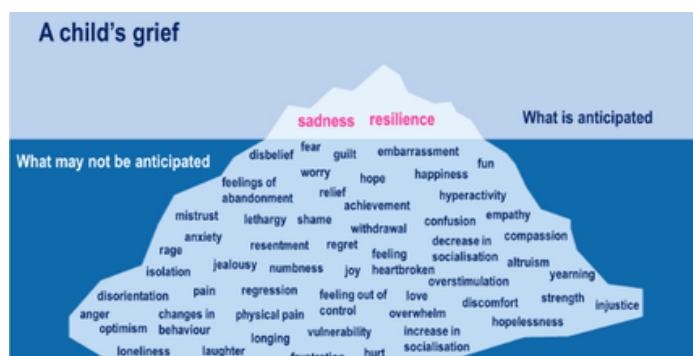 A child's grief
What is anticipated
sadness resilience
What may not be anticipated
disbelief fear guilt embarrassment fun
worry hope happiness
feelings of abandonment relief achievement hyperactivity
mistrust lethargy shame withdrawal confusion empathy
rage anxiety resentment regret feeling heartbroken decrease in socialisation compassion
isolation jealousy numbness joy overstimulation altruism yearning
disorientation pain regression feeling out of control love discomfort strength injustice
anger changes in behaviour physical pain overwhelm hopelessness
optimism longing vulnerability increase in socialisation
loneliness laughter frustration hurt